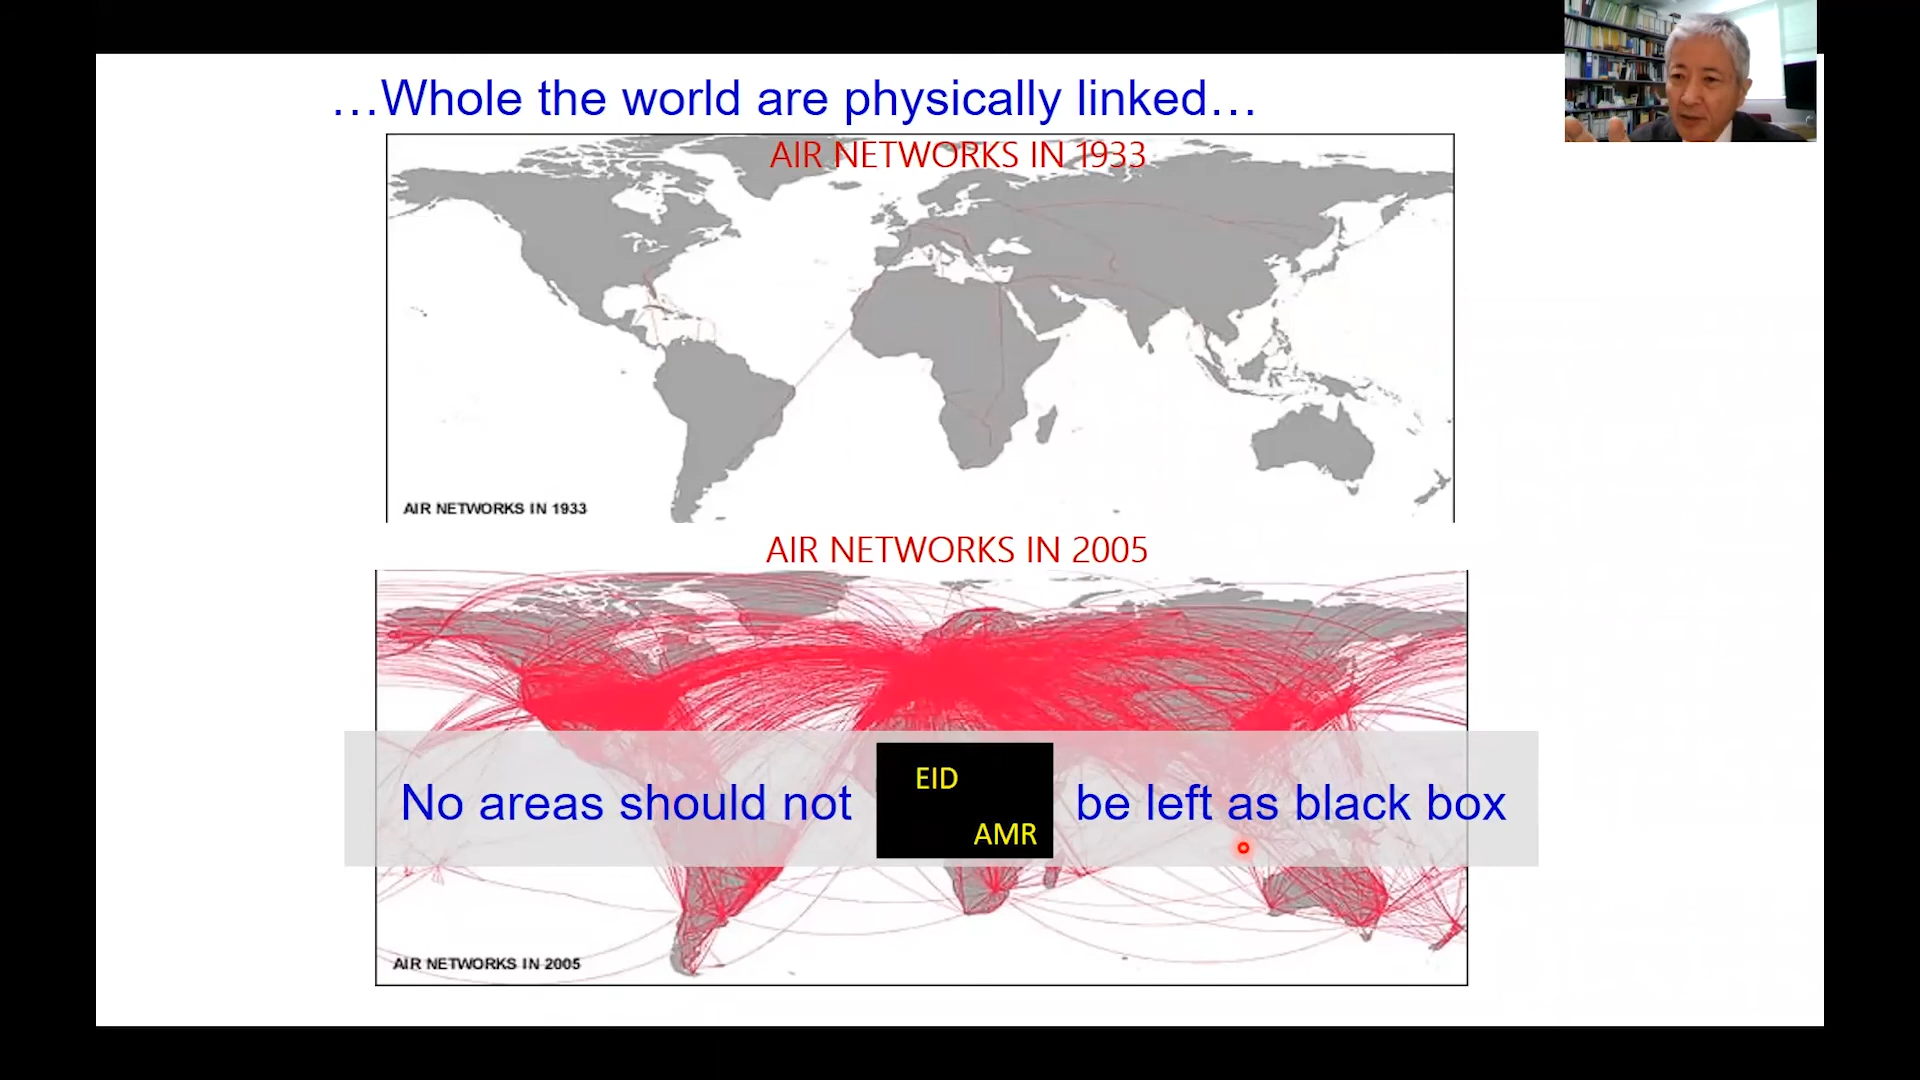 …Whole the world are physically linked…
AIR NETWORKS IN 1933
AIR NETWORKS IN 1933
AIR NETWORKS IN 2005
No areas should not
EID
AMR
be left as black box
AIR NETWORKS IN 2005